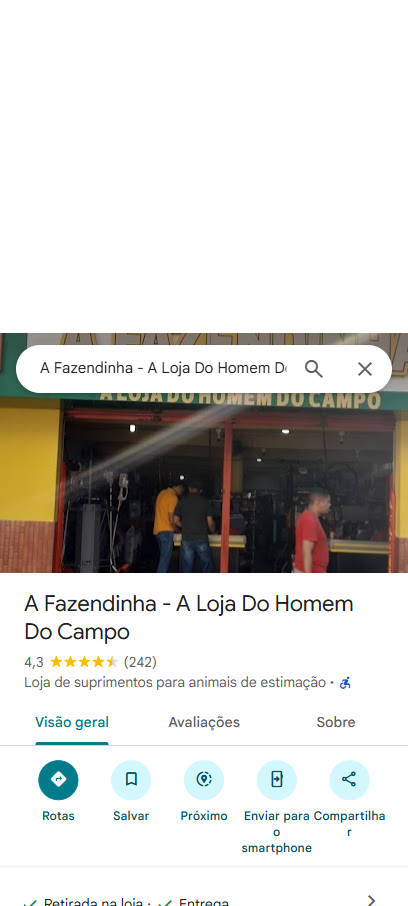 A Fazendinha - A Loja Do Homem Do
A LOJA DO HOMEM DO CAMPO
A Fazendinha - A Loja Do Homem
Do Campo
4,3 (242)
Loja de suprimentos para animais de estimação ·
Visão geral Avaliações Sobre
Rotas Salvar Próximo Enviar para o smartphone Compartilhar
Retirada na loja · Entrega